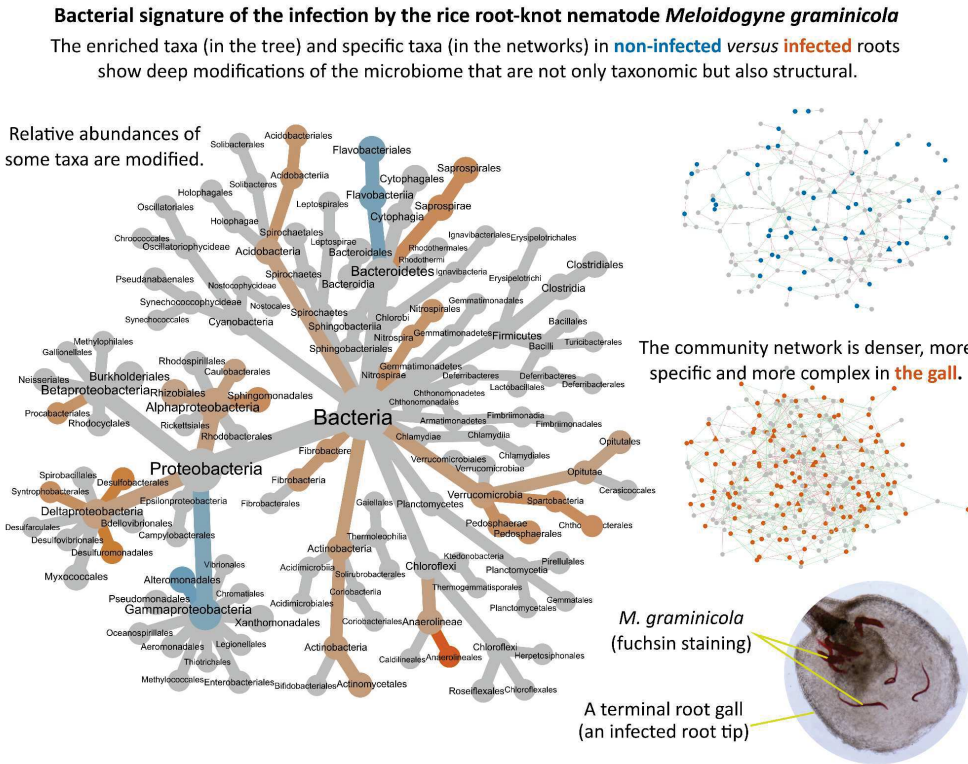 Bacterial signature of the infection by the rice root-knot nematode Meloidogyne graminicola
The enriched taxa (in the tree) and specific taxa (in the networks) in non-infected versus infected roots
show deep modifications of the microbiome that are not only taxonomic but also structural.
Relative abundances of
some taxa are modified.
Acidobacteriales
Solibacterales
Flavobacteriales
Cytophagales
Saprospirales
Acidobacteriia
Solibacteres
Holophagales
Leptospirales
Flavobacteriia
Saprospirae
Oscillatoriales
Holophagae
Cytophagia
Spirochaetales
Ignavibacteriales
Erysipelotrichales
Chroococcales
Oscillatoriophycideae
Leptospirae
Acidobacteria
Bacteroidales
Rhodothermales
Rhodothermi
Clostridiales
Pseudanabaenales
Spirochaetes
Bacteroidetes
Ignavibacteria
Erysipelotrichi
Nostocophycideae
Bacteroidia
Clostridia
Synechococcophycideae
Nostocales
Gemmatimonadales
Spirochaetes
Chlorobi
Nitrospirales
Synechococcales
Cyanobacteria
Sphingobacteriia
Bacillales
Nitrospira
Gemmatimonadetes
Firmicutes
Turicibacterales
Methylophilales
Sphingobacteriales
Bacilli
Gallionellales
Rhodospirillales
Gemmatimonadetes
Nitrospirae
Deferribacteres
Deferribacteres
Neisseriales
Burkholderiales
Caulobacterales
Lactobacillales
Deferribacterales
Betaproteobacteria
Rhizobiales
Sphingomonadales
Chthonomonadetes
Chthonomonadales
Procabacteriales
Alphaproteobacteria
Bacteria
Fimbriimonadia
Rhodocyclales
Rickettsiales
Armatimonadetes
Fimbriimonadales
Rhodobacterales
Chlamydiae
Chlamydiia
Opitutales
Fibrobacteres
Verrucomicrobiales
Chlamydiales
Proteobacteria
Verrucomicrobiae
Opitutae
Spirobacillales
Desulfobacterales
Fibrobacteria
Cerasicoccales
Syntrophobacterales
Epsilonproteobacteria
Fibrobacterales
Gaiellales
Planctomycetes
Verrucomicrobia
Spartobacteria
Deltaproteobacteria
Bdellovibrionales
Pedosphaerae
Desulfarculales
Campylobacterales
Pedosphaerales
Desulfovibrionales
Thermoleophilia
Desulfuromonadales
Actinobacteria
Ktedonobacteria
Vibrionales
Acidimicrobiia
Chloroflexi
Pirellulales
Myxococcales
Alteromonadales
Solirubrobacterales
Planctomycetia
Chromatiales
Coriobacteriia
Thermogemmatisporales
Pseudomonadales
Gemmatales
Gammaproteobacteria
Acidimicrobiales
Planctomycetales
Xanthomonadales
Coriobacteriales
Anaerolineae
Oceanospirillales
Legionellales
Actinobacteria
Chloroflexi
Aeromonadales
Caldilineales
Anaerolineales
Herpetosiphonales
Thiotrichales
Methylococcales
Enterobacteriales
Bifidobacteriales
Actinomycetales
Roseiflexales
Chloroflexales
The community network is denser, more
specific and more complex in the gall.
M. graminicola
(fuchsin staining)
A terminal root gall
(an infected root tip)